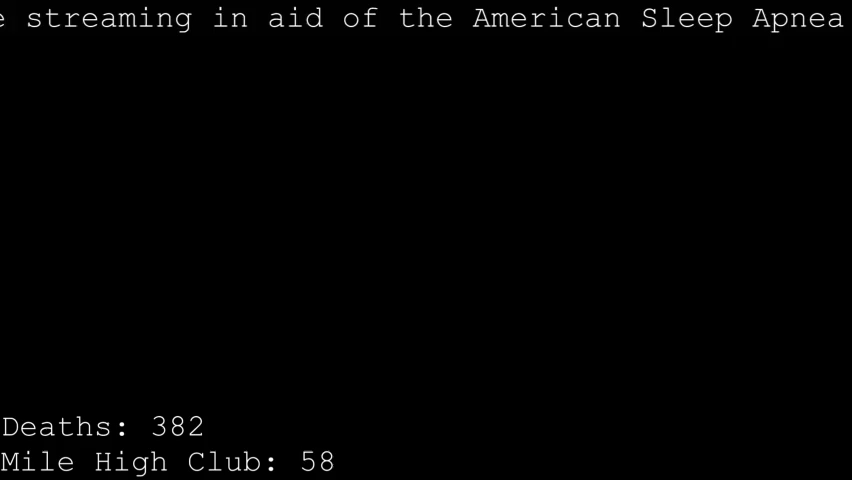 e streaming in aid of the American Sleep Apnea
Deaths: 382
Mile High Club: 58